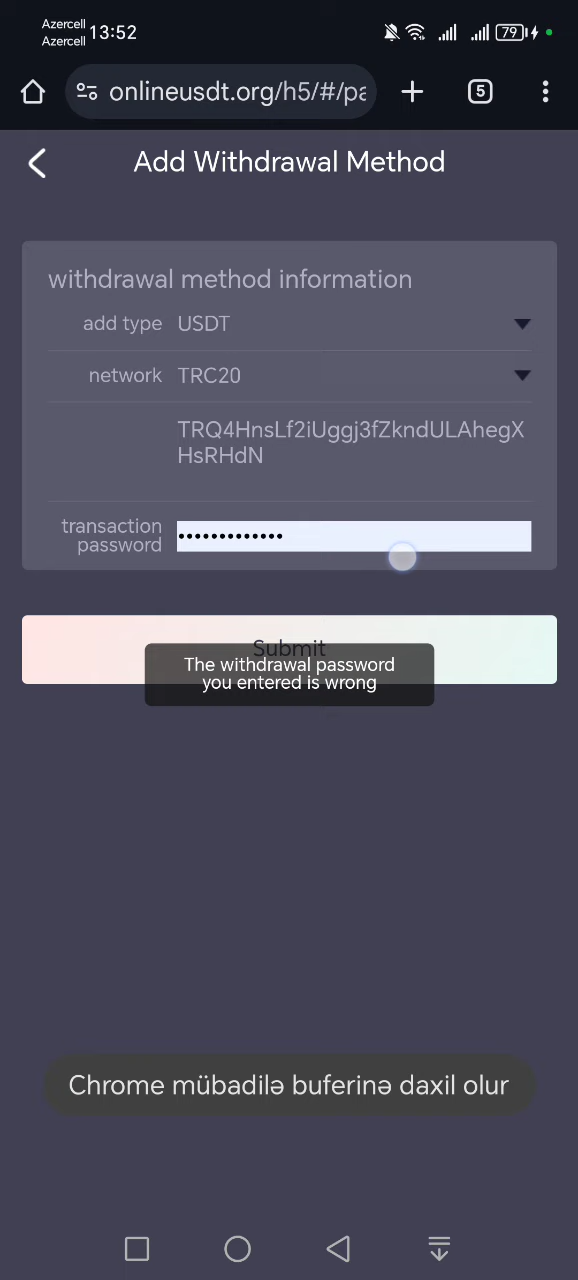 Azercell
Azercell
13:52
79
onlineusdt.org/h5/#/pa
5
Add Withdrawal Method
withdrawal method information
add type USDT
network TRC20
TRQ4HnsLf2iUggj3fZkndULAhegX
HsRHdN
transaction
password •••••••••••••
Submit
The withdrawal password
you entered is wrong
Chrome mübadilə buferinə daxil olur